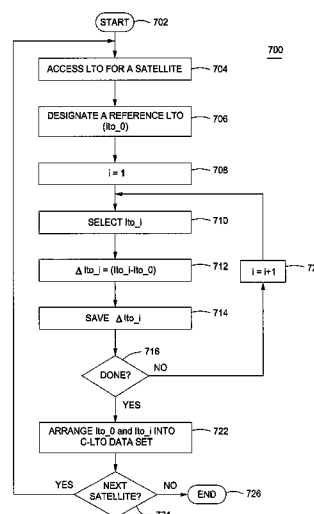 START
702
700
ACCESS LTO FOR A SATELLITE
704
DESIGNATE A REFERENCE LTO
(lto_0)
706
i = 1
708
SELECT lto_i
710
Δ lto_i = (lto_i-lto_0)
712
i = i+1
SAVE Δ lto_i
714
716
DONE?
NO
YES
ARRANGE lto_0 and lto_i INTO
C-LTO DATA SET
722
YES
NEXT
SATELLITE?
NO
END
726